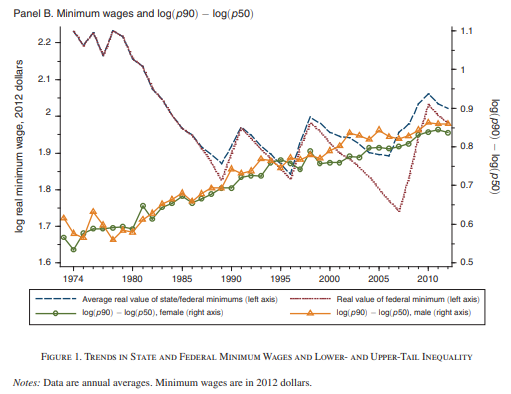 Panel B. Minimum wages and log(p90) − log(p50)
2.2
2.1
2
1.9
1.8
1.7
1.6
log real minimum wage, 2012 dollars
1.1
1
0.9
0.8
0.7
0.6
0.5
log(p90) − log(p50)
1974 1980 1985 1990 1995 2000 2005 2010
Average real value of state/federal minimums (left axis) Real value of federal minimum (left axis)
log(p90) − log(p50), female (right axis) log(p90) − log(p50), male (right axis)
Figure 1. Trends in State and Federal Minimum Wages and Lower- and Upper-Tail Inequality
Notes: Data are annual averages. Minimum wages are in 2012 dollars.